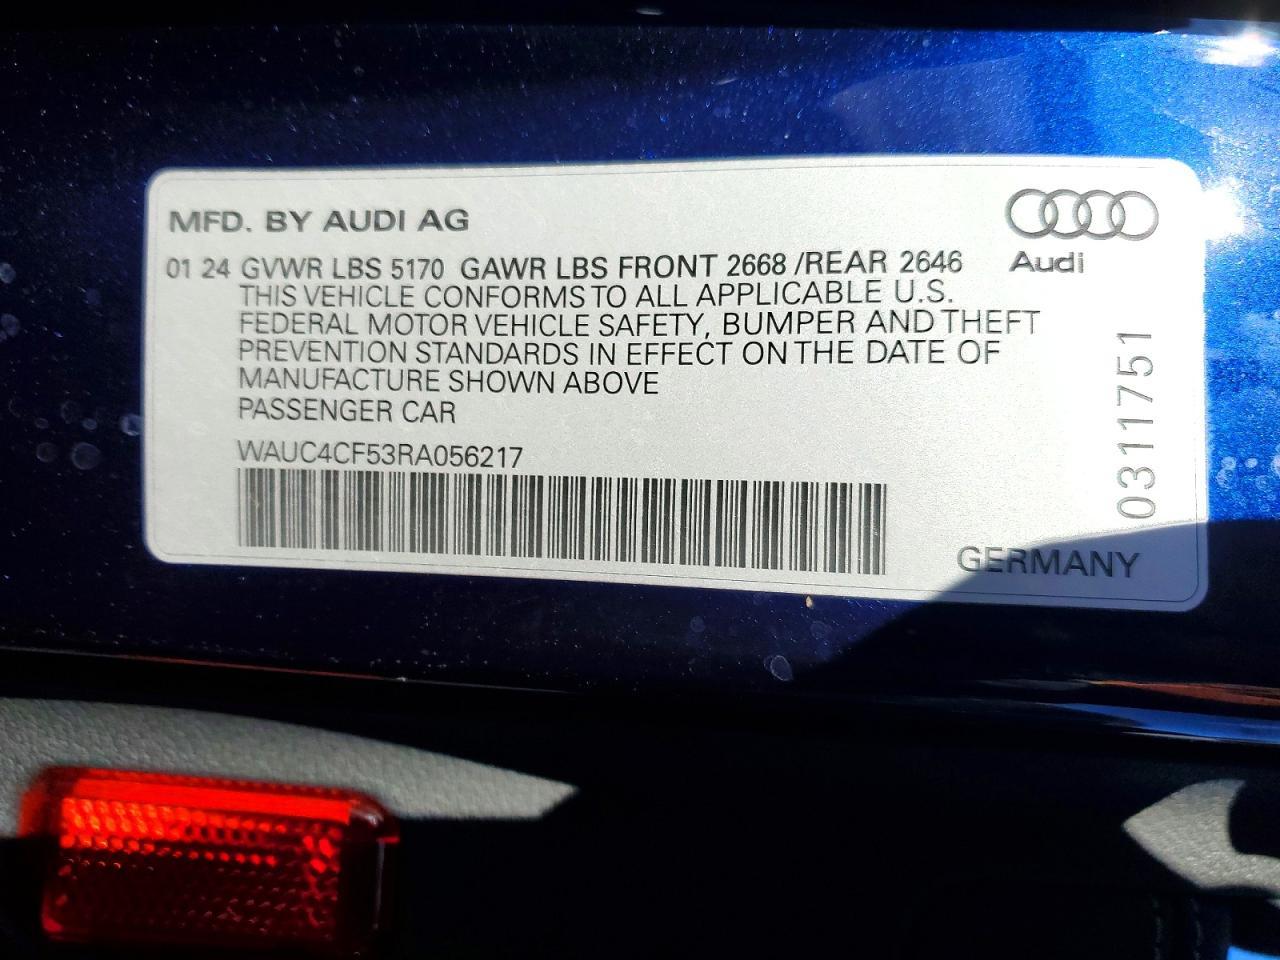 MFD. BY AUDI AG
Audi
01 24 GVWR LBS 5170 GAWR LBS FRONT 2668 /REAR 2646
THIS VEHICLE CONFORMS TO ALL APPLICABLE U.S.
FEDERAL MOTOR VEHICLE SAFETY, BUMPER AND THEFT
PREVENTION STANDARDS IN EFFECT ON THE DATE OF
MANUFACTURE SHOWN ABOVE
PASSENGER CAR
WAUC4CF53RA056217
0311751
GERMANY